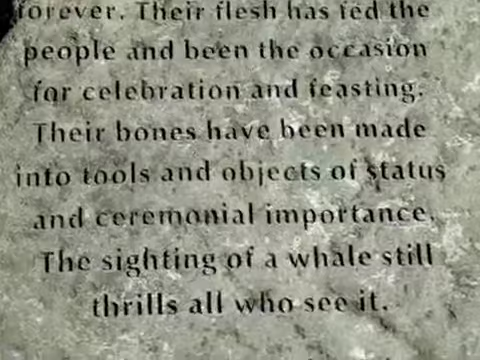 forever. Their flesh has fed the
people and been the occasion
for celebration and feasting.
Their bones have been made
into tools and objects of status
and ceremonial importance.
The sighting of a whale still
thrills all who see it.